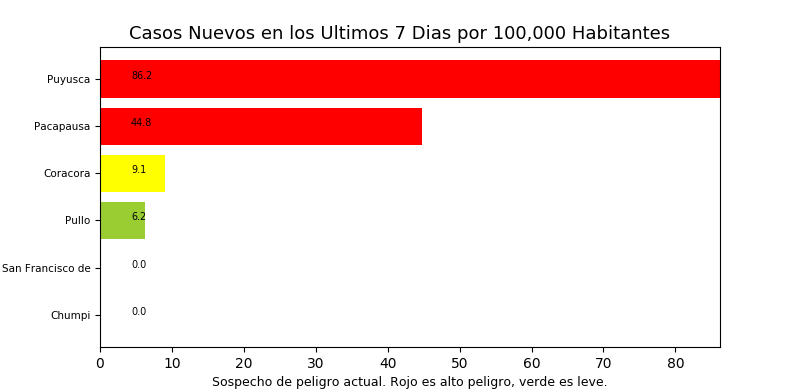 Casos Nuevos en los Ultimos 7 Dias por 100,000 Habitantes
Puyusca 86.2
Pacapausa 44.8
Coracora 9.1
Pullo 6.2
San Francisco de 0.0
Chumpi 0.0
0 10 20 30 40 50 60 70 80
Sospecho de peligro actual. Rojo es alto peligro, verde es leve.